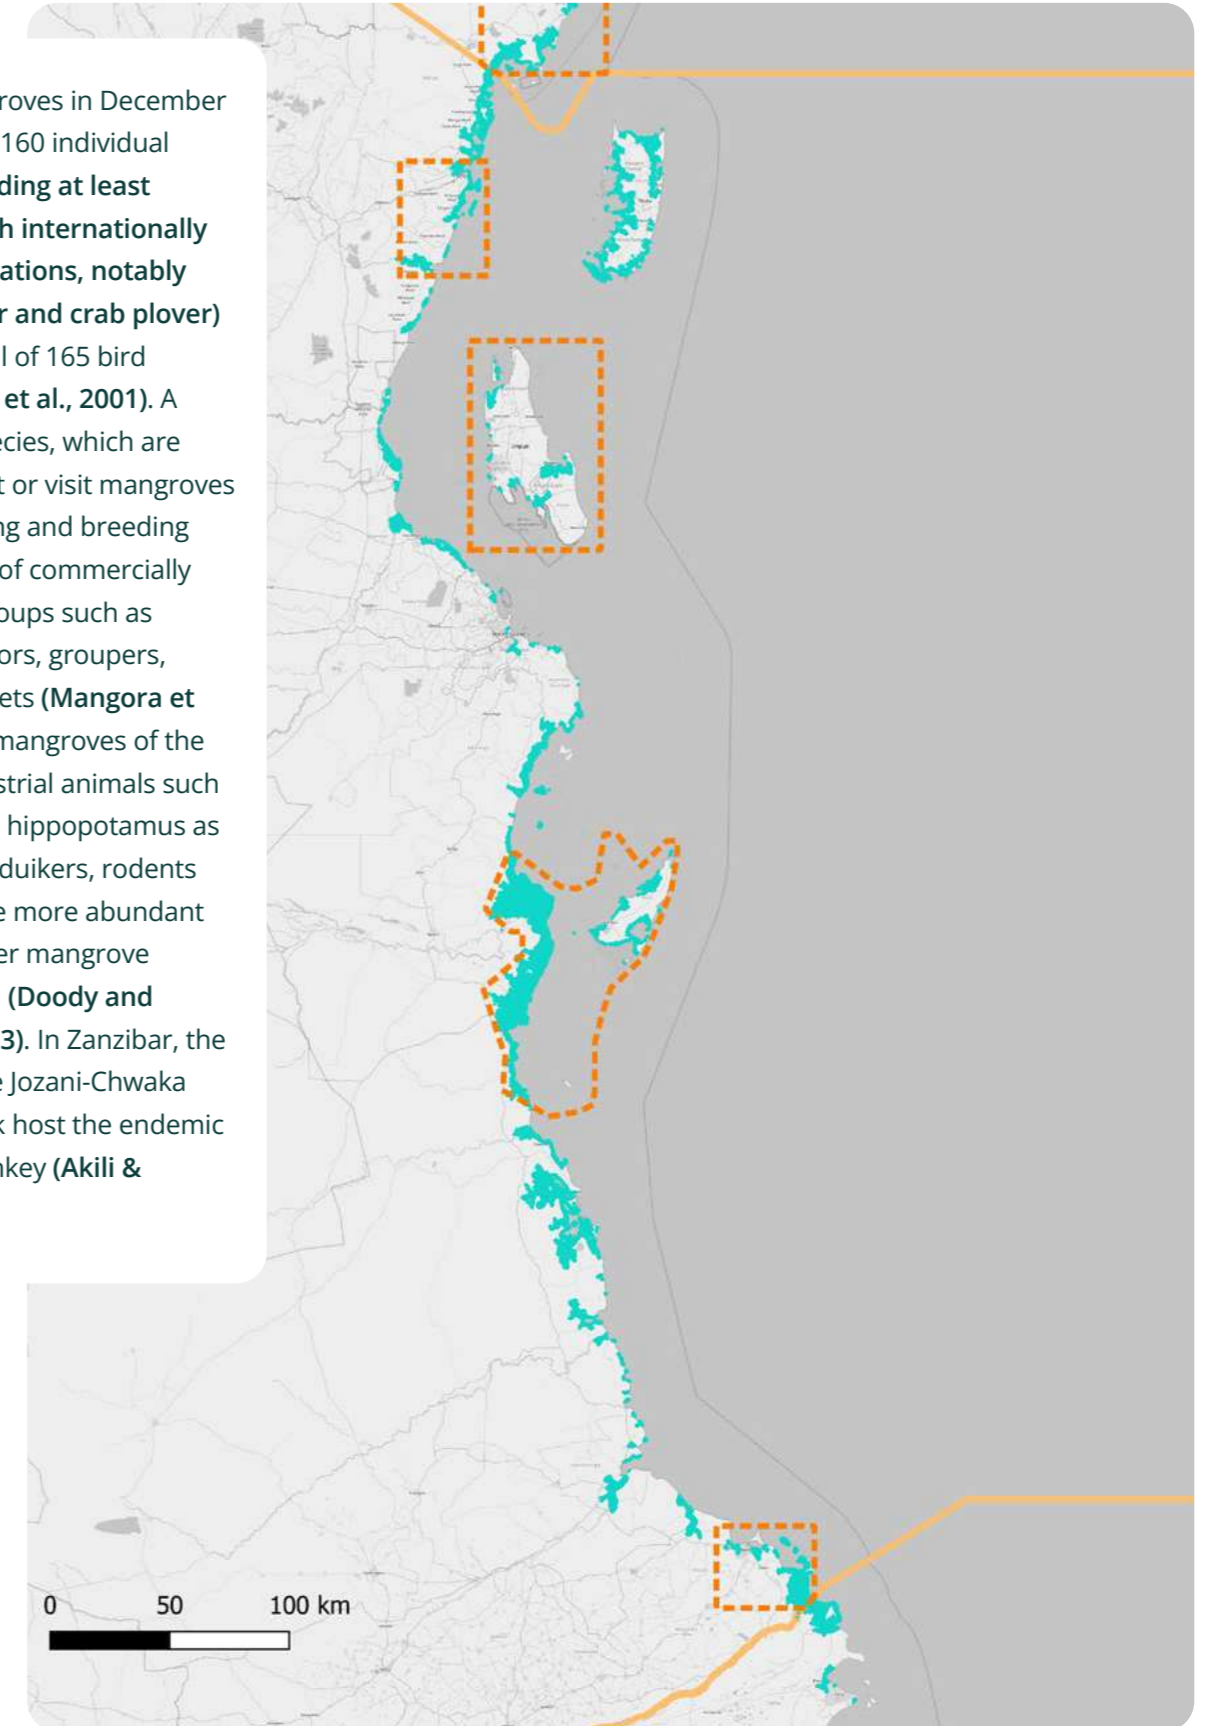 roves in December
160 individual
ding at least
h internationally
ations, notably
r and crab plover)
l of 165 bird
et al., 2001). A
ecies, which are
t or visit mangroves
ng and breeding
of commercially
oups such as
ors, groupers,
ets (Mangora et
mangroves of the
strial animals such
hippopotamus as
duikers, rodents
e more abundant
er mangrove
(Doody and
3). In Zanzibar, the
e Jozani-Chwaka
k host the endemic
nkey (Akili &
0 50 100 km